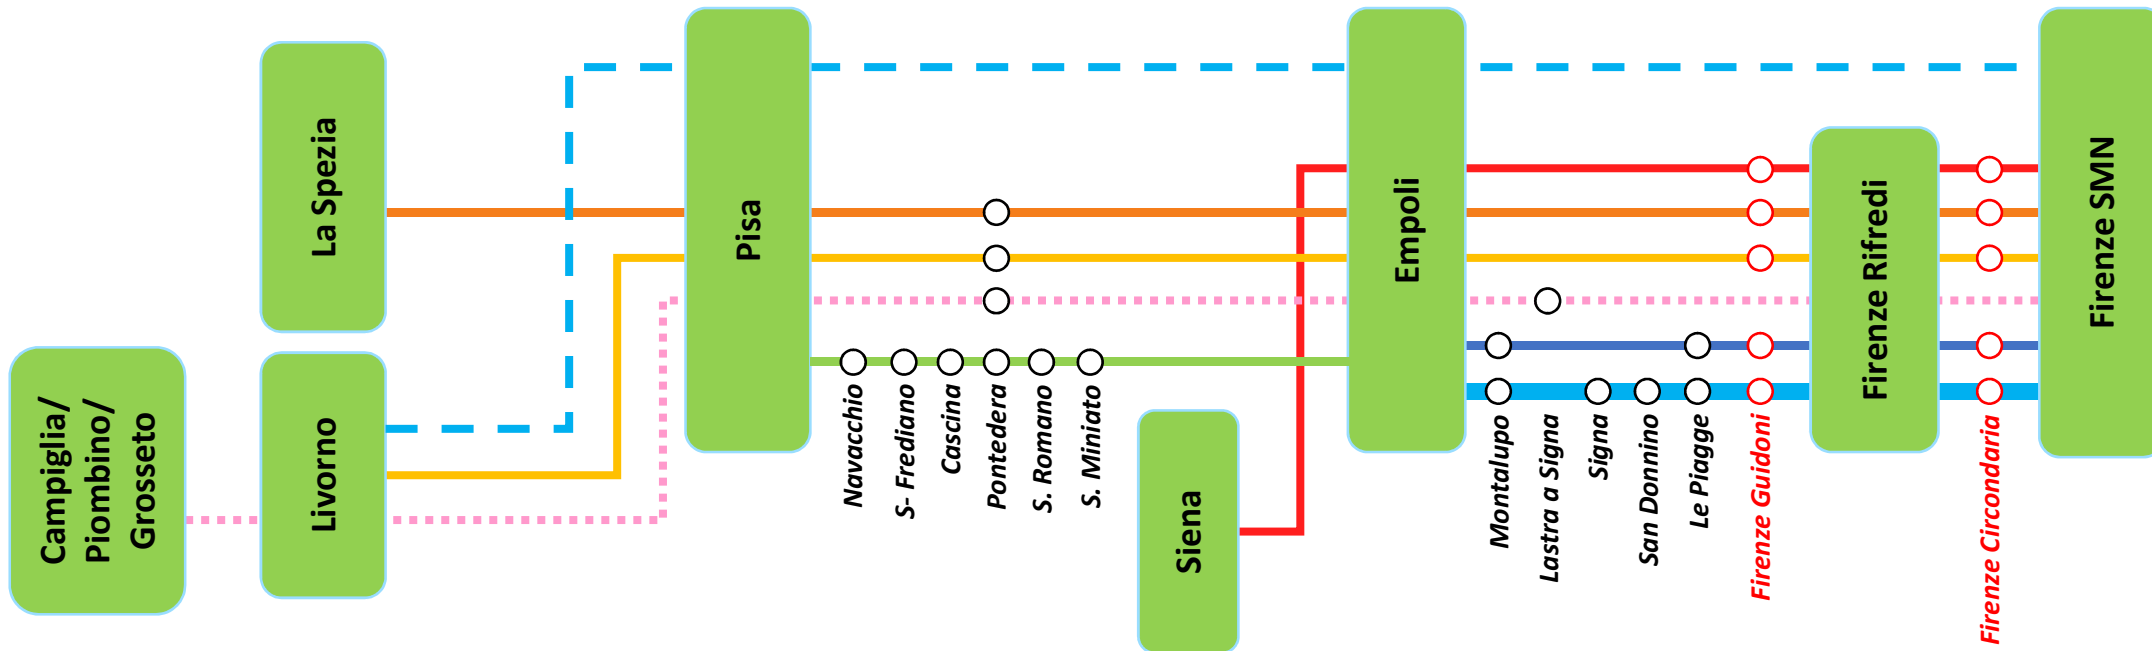 Campiglia/
Piombino/
Grosseto
La Spezia
Livorno
Pisa
Navacchio
S- Frediano
Cascina
Pontedera
S. Romano
S. Miniato
Siena
Empoli
Montalupo
Lastra a Signa
Signa
San Donnino
Le Piagge
Firenze Guidoni
Firenze Rifredi
Firenze Circondaria
Firenze SMN